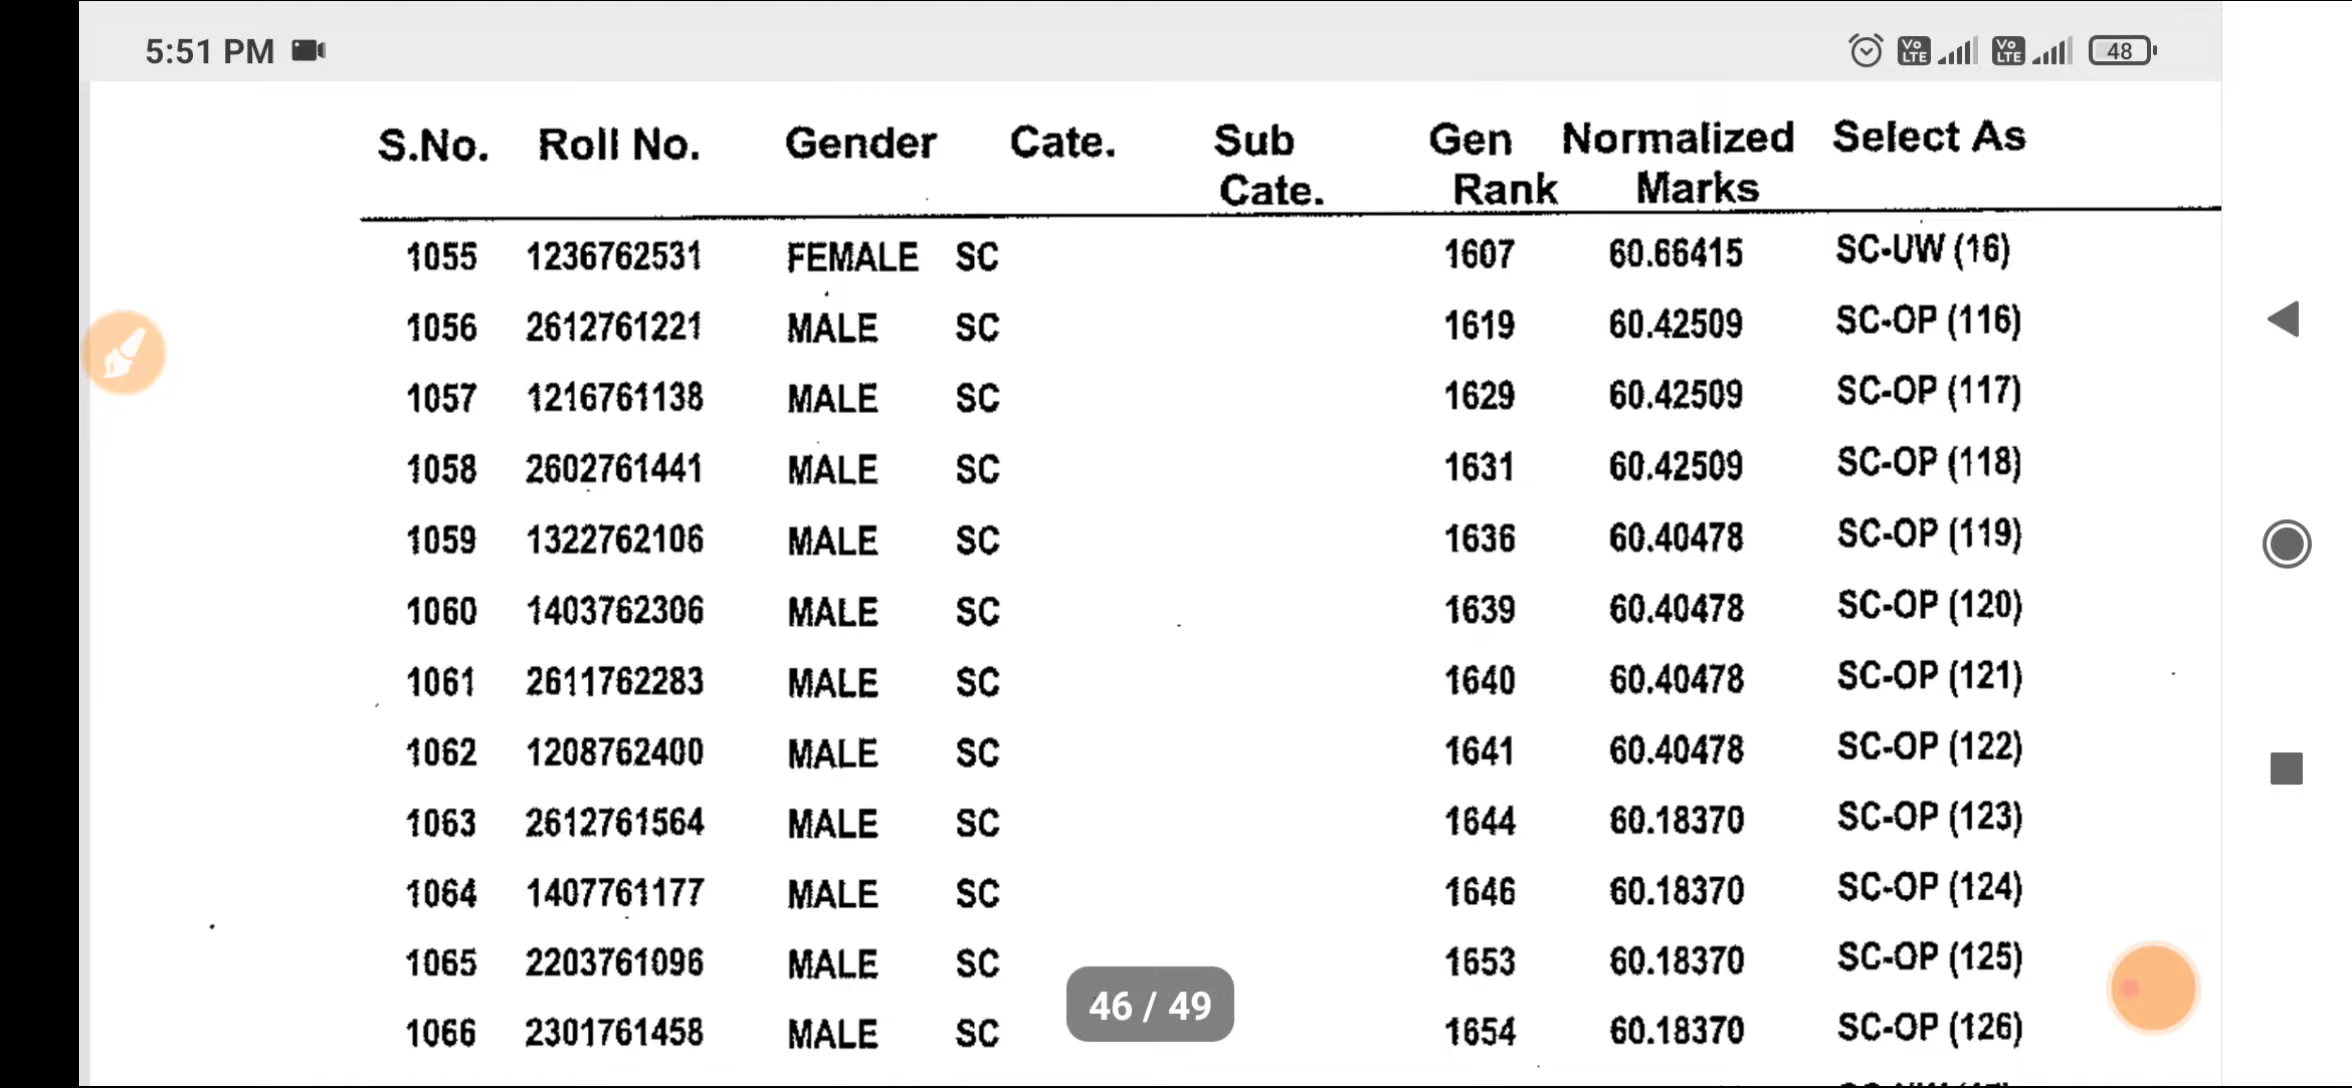 5:51 PM
Vo LTE Vo LTE 48
S.No. Roll No. Gender Cate. Sub Cate. Gen Rank Normalized Marks Select As
1055 1236762531 FEMALE SC 1607 60.66415 SC-UW (16)
1056 2612761221 MALE SC 1619 60.42509 SC-OP (116)
1057 1216761138 MALE SC 1629 60.42509 SC-OP (117)
1058 2602761441 MALE SC 1631 60.42509 SC-OP (118)
1059 1322762106 MALE SC 1636 60.40478 SC-OP (119)
1060 1403762306 MALE SC 1639 60.40478 SC-OP (120)
1061 2611762283 MALE SC 1640 60.40478 SC-OP (121)
1062 1208762400 MALE SC 1641 60.40478 SC-OP (122)
1063 2612761564 MALE SC 1644 60.18370 SC-OP (123)
1064 1407761177 MALE SC 1646 60.18370 SC-OP (124)
1065 2203761096 MALE SC 1653 60.18370 SC-OP (125)
46 / 49
1066 2301761458 MALE SC 1654 60.18370 SC-OP (126)